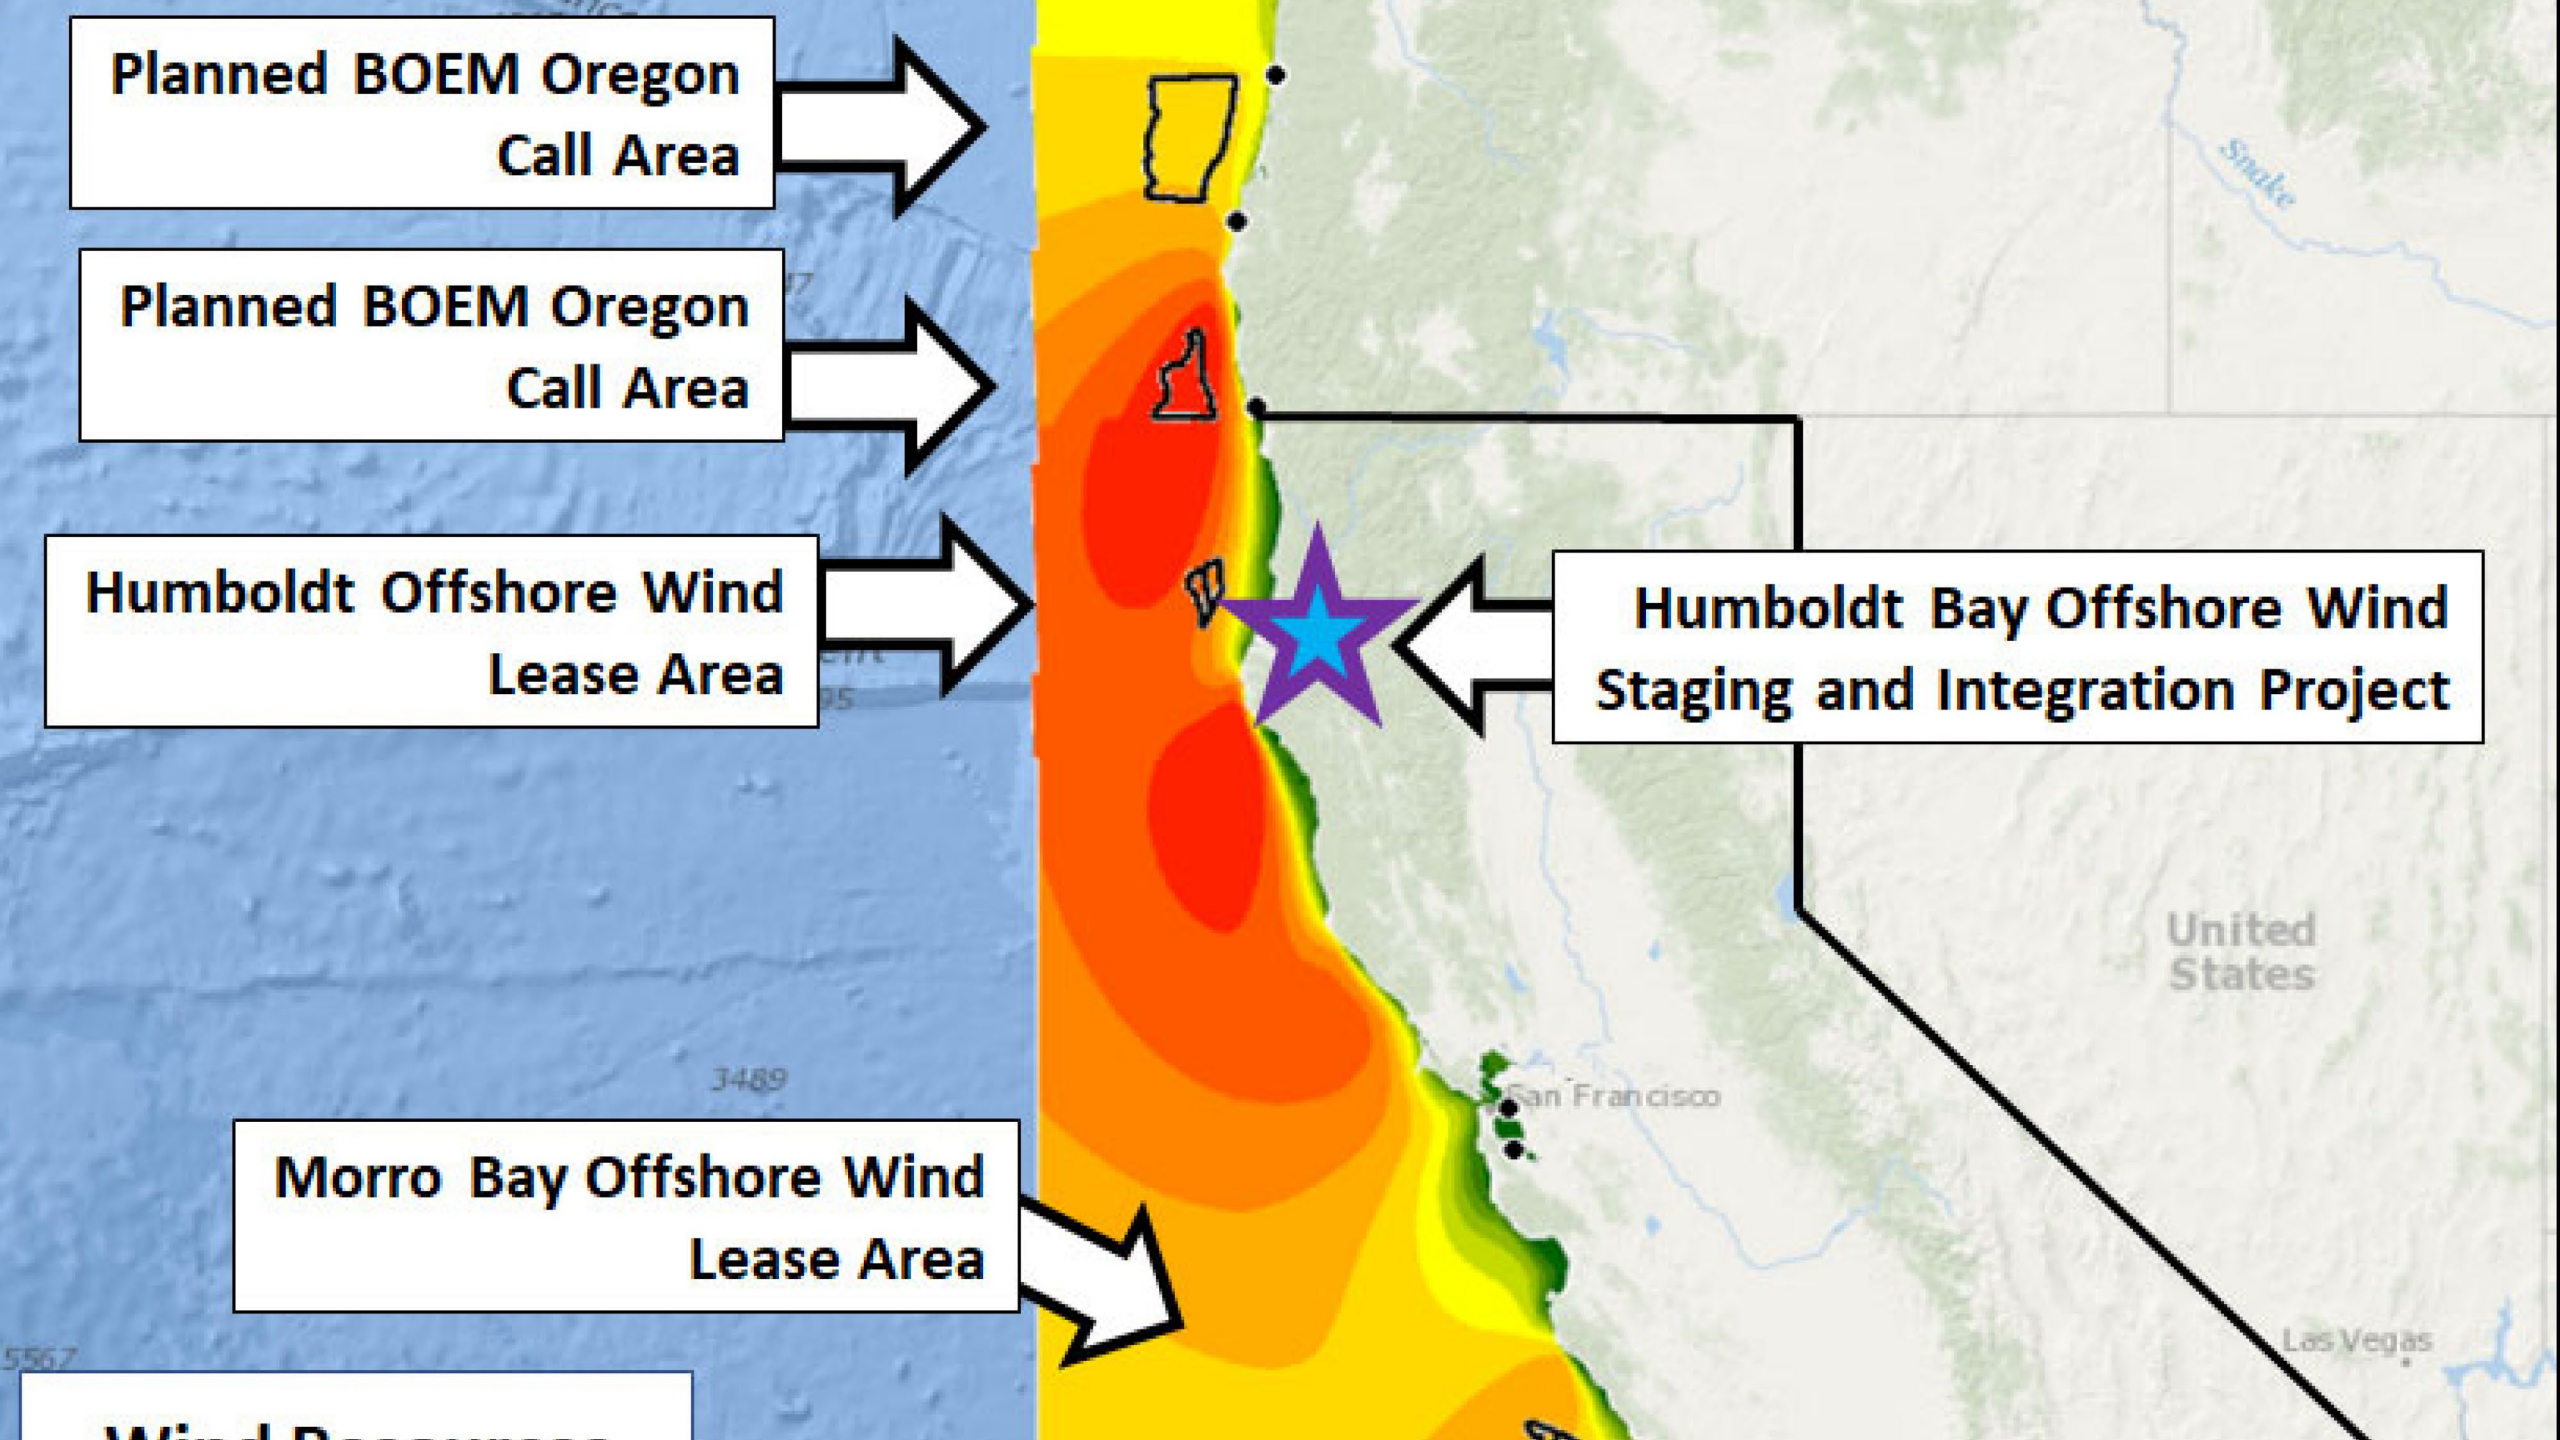 Planned BOEM Oregon
Call Area
Planned BOEM Oregon
Call Area
Snake
Humboldt Offshore Wind
Lease Area
Humboldt Bay Offshore Wind
Staging and Integration Project
United
States
3489
San Francisco
Morro Bay Offshore Wind
Lease Area
Las Vegas
5567
Wind Resources